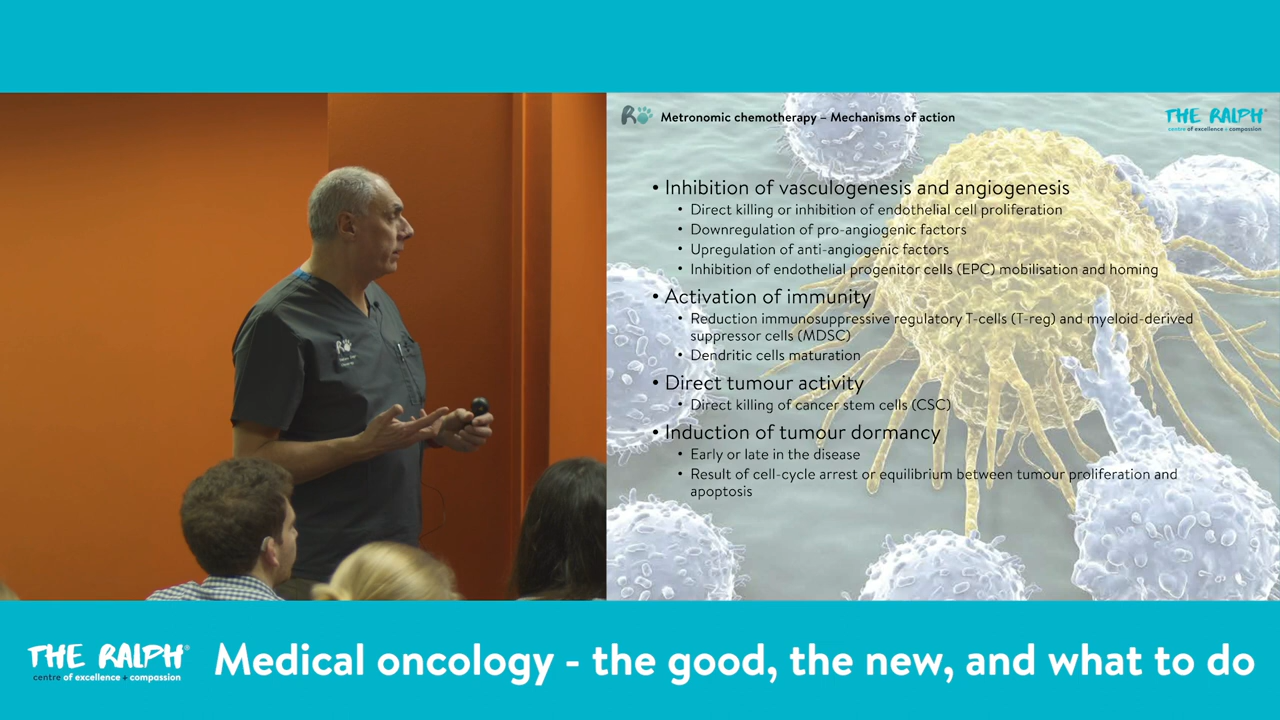 R
Metronomic chemotherapy – Mechanisms of action
THE RALPH®
centre of excellence + compassion
• Inhibition of vasculogenesis and angiogenesis
• Direct killing or inhibition of endothelial cell proliferation
• Downregulation of pro-angiogenic factors
• Upregulation of anti-angiogenic factors
• Inhibition of endothelial progenitor cells (EPC) mobilisation and homing
• Activation of immunity
• Reduction immunosuppressive regulatory T-cells (T-reg) and myeloid-derived
suppressor cells (MDSC)
• Dendritic cells maturation
• Direct tumour activity
• Direct killing of cancer stem cells (CSC)
• Induction of tumour dormancy
• Early or late in the disease
• Result of cell-cycle arrest or equilibrium between tumour proliferation and
apoptosis
R
THE RALPH®
centre of excellence + compassion
Medical oncology - the good, the new, and what to do